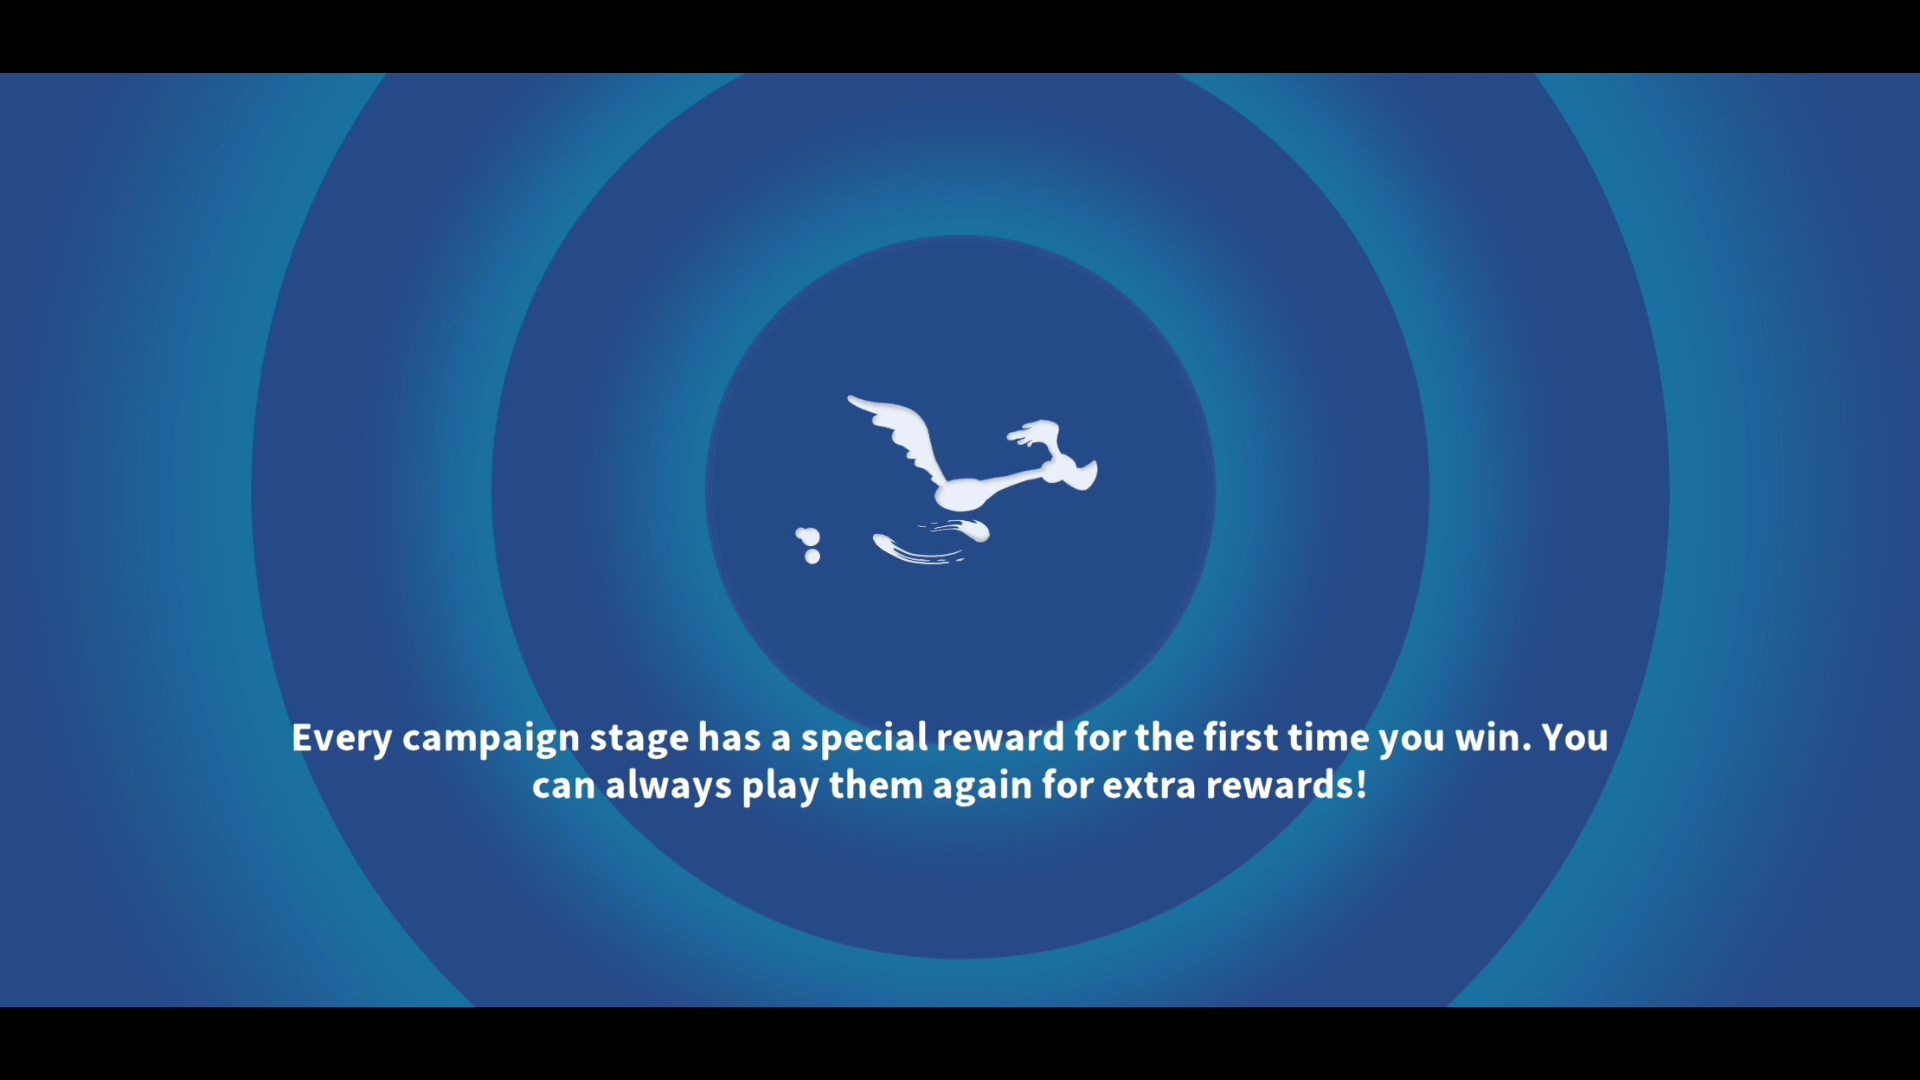 Every campaign stage has a special reward for the first time you win. You
can always play them again for extra rewards!